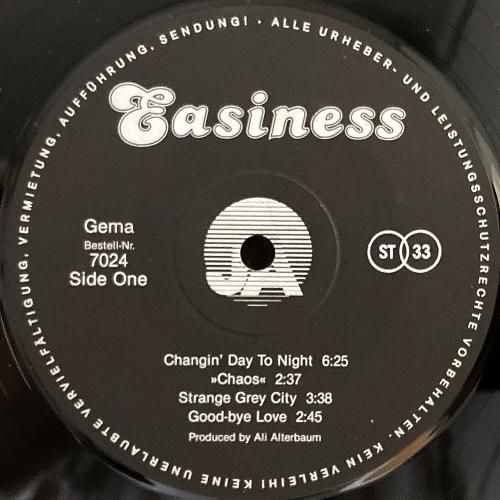 ALLE URHEBER- UND LEISTUNGSSCHUTZRECHTE VORBEHALTEN. KEIN VERLEIH! KEINE UNERLAUBTE VERVIELFÄLTIGUNG, VERMIETUNG, AUFFÜHRUNG, SENDUNG! ·
Easiness
Gema
Bestell-Nr.
7024
Side One
JA
ST 33
Changin' Day To Night 6:25
»Chaos« 2:37
Strange Grey City 3:38
Good-bye Love 2:45
Produced by Ali Alterbaum